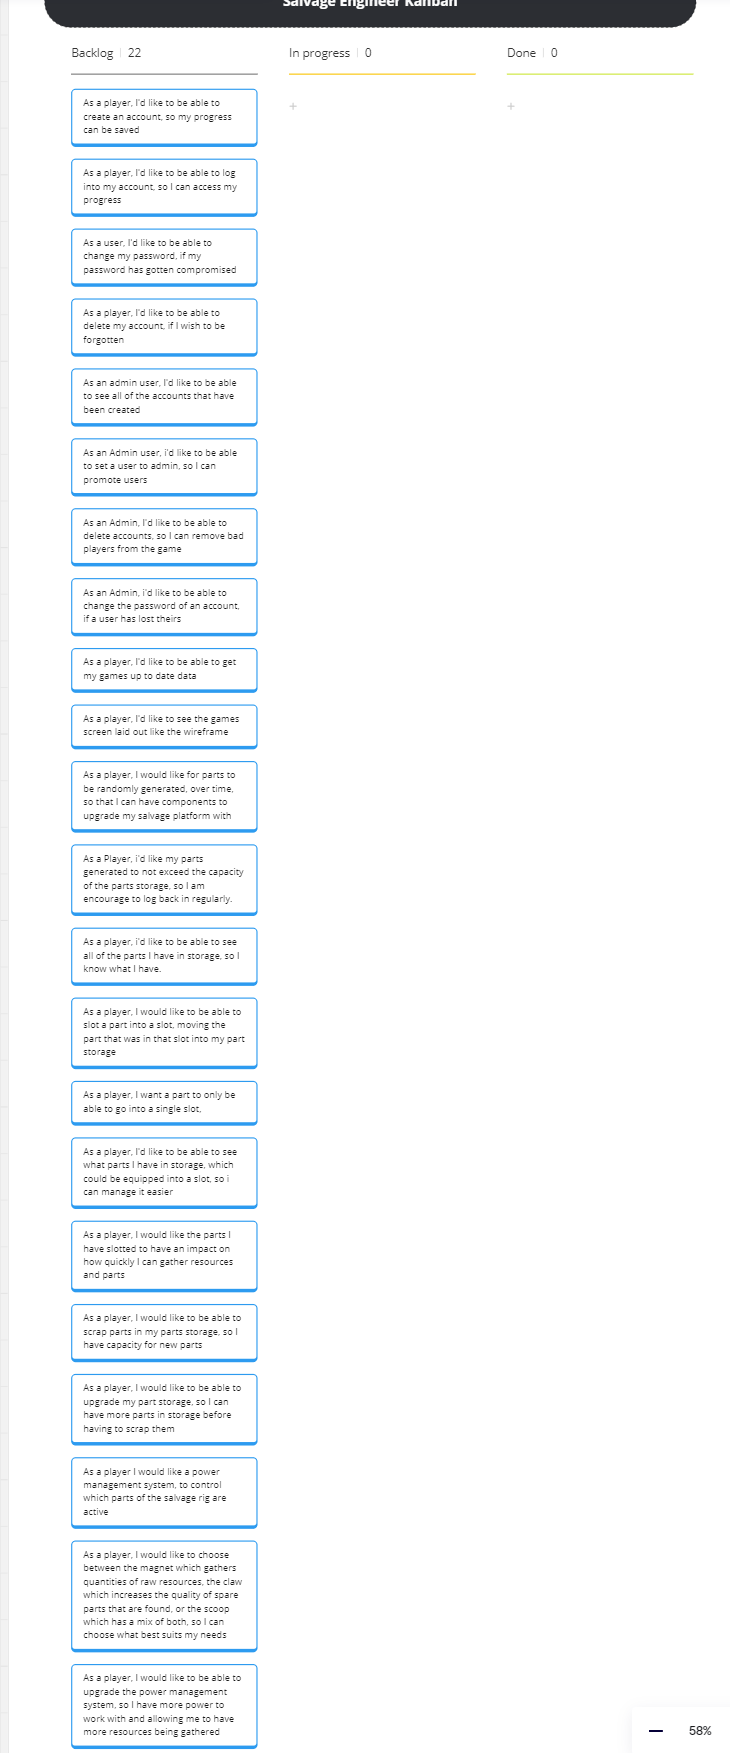 Salvage Engineer Kanban
Backlog 22
In progress 0
Done 0
+
+
As a player, I'd like to be able to
create an account, so my progress
can be saved
As a player, I'd like to be able to log
into my account, so I can access my
progress
As a user, I'd like to be able to
change my password, if my
password has gotten compromised
As a player, I'd like to be able to
delete my account, if I wish to be
forgotten
As an admin user, I'd like to be able
to see all of the accounts that have
been created
As an Admin user, i'd like to be able
to set a user to admin, so I can
promote users
As an Admin, I'd like to be able to
delete accounts, so I can remove bad
players from the game
As an Admin, i'd like to be able to
change the password of an account,
if a user has lost theirs
As a player, I'd like to be able to get
my games up to date data
As a player, I'd like to see the games
screen laid out like the wireframe
As a player, I would like for parts to
be randomly generated, over time,
so that I can have components to
upgrade my salvage platform with
As a Player, i'd like my parts
generated to not exceed the capacity
of the parts storage, so I am
encourage to log back in regularly.
As a player, i'd like to be able to see
all of the parts I have in storage, so I
know what I have.
As a player, I would like to be able to
slot a part into a slot, moving the
part that was in that slot into my part
storage
As a player, I want a part to only be
able to go into a single slot,
As a player, I'd like to be able to see
what parts I have in storage, which
could be equipped into a slot, so i
can manage it easier
As a player, I would like the parts I
have slotted to have an impact on
how quickly I can gather resources
and parts
As a player, I would like to be able to
scrap parts in my parts storage, so I
have capacity for new parts
As a player, I would like to be able to
upgrade my part storage, so I can
have more parts in storage before
having to scrap them
As a player I would like a power
management system, to control
which parts of the salvage rig are
active
As a player, I would like to choose
between the magnet which gathers
quantities of raw resources, the claw
which increases the quality of spare
parts that are found, or the scoop
which has a mix of both, so I can
choose what best suits my needs
As a player, I would like to be able to
upgrade the power management
system, so I have more power to
work with and allowing me to have
more resources being gathered
58%